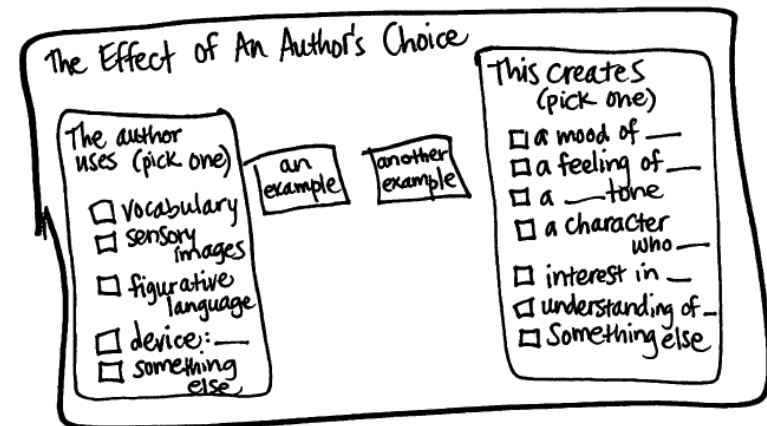 The Effect of An Author's Choice
The author
uses (pick one)
vocabulary
sensory
images
figurative
language
device: __
something
else
an
example
another
example
This creates
(pick one)
a mood of __
a feeling of __
a __ tone
a character
who __
interest in __
understanding of _
Something else